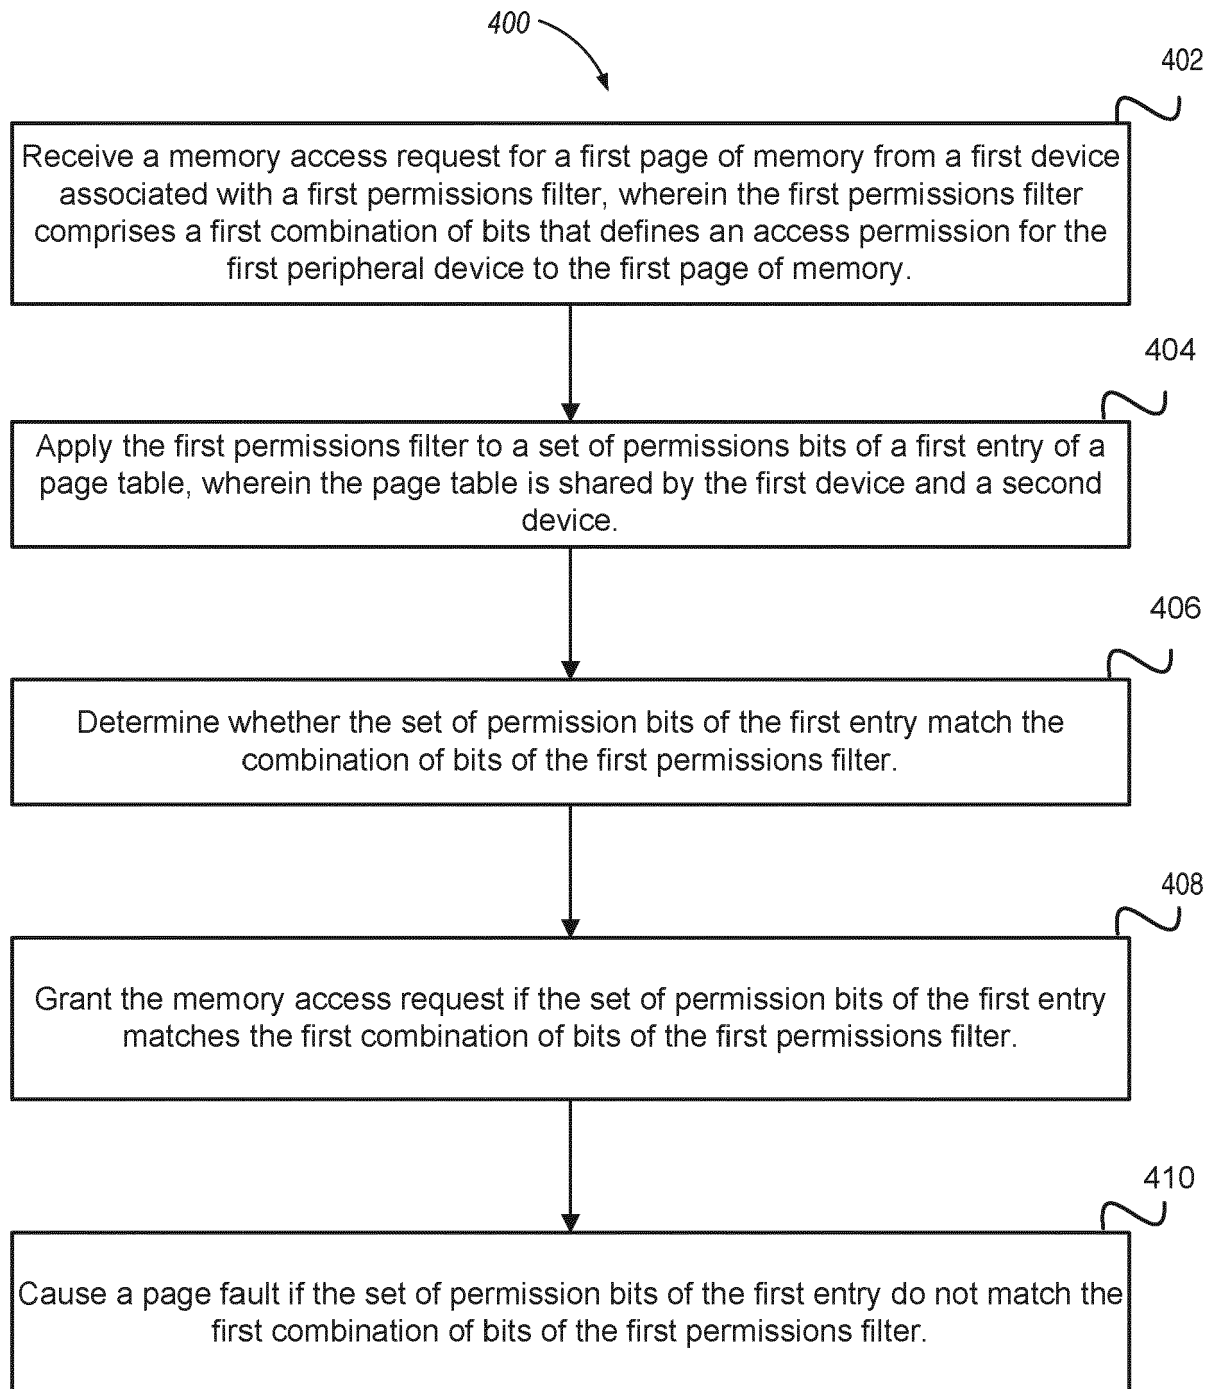 400
402
Receive a memory access request for a first page of memory from a first device
associated with a first permissions filter, wherein the first permissions filter
comprises a first combination of bits that defines an access permission for the
first peripheral device to the first page of memory.
404
Apply the first permissions filter to a set of permissions bits of a first entry of a
page table, wherein the page table is shared by the first device and a second
device.
406
Determine whether the set of permission bits of the first entry match the
combination of bits of the first permissions filter.
408
Grant the memory access request if the set of permission bits of the first entry
matches the first combination of bits of the first permissions filter.
410
Cause a page fault if the set of permission bits of the first entry do not match the
first combination of bits of the first permissions filter.